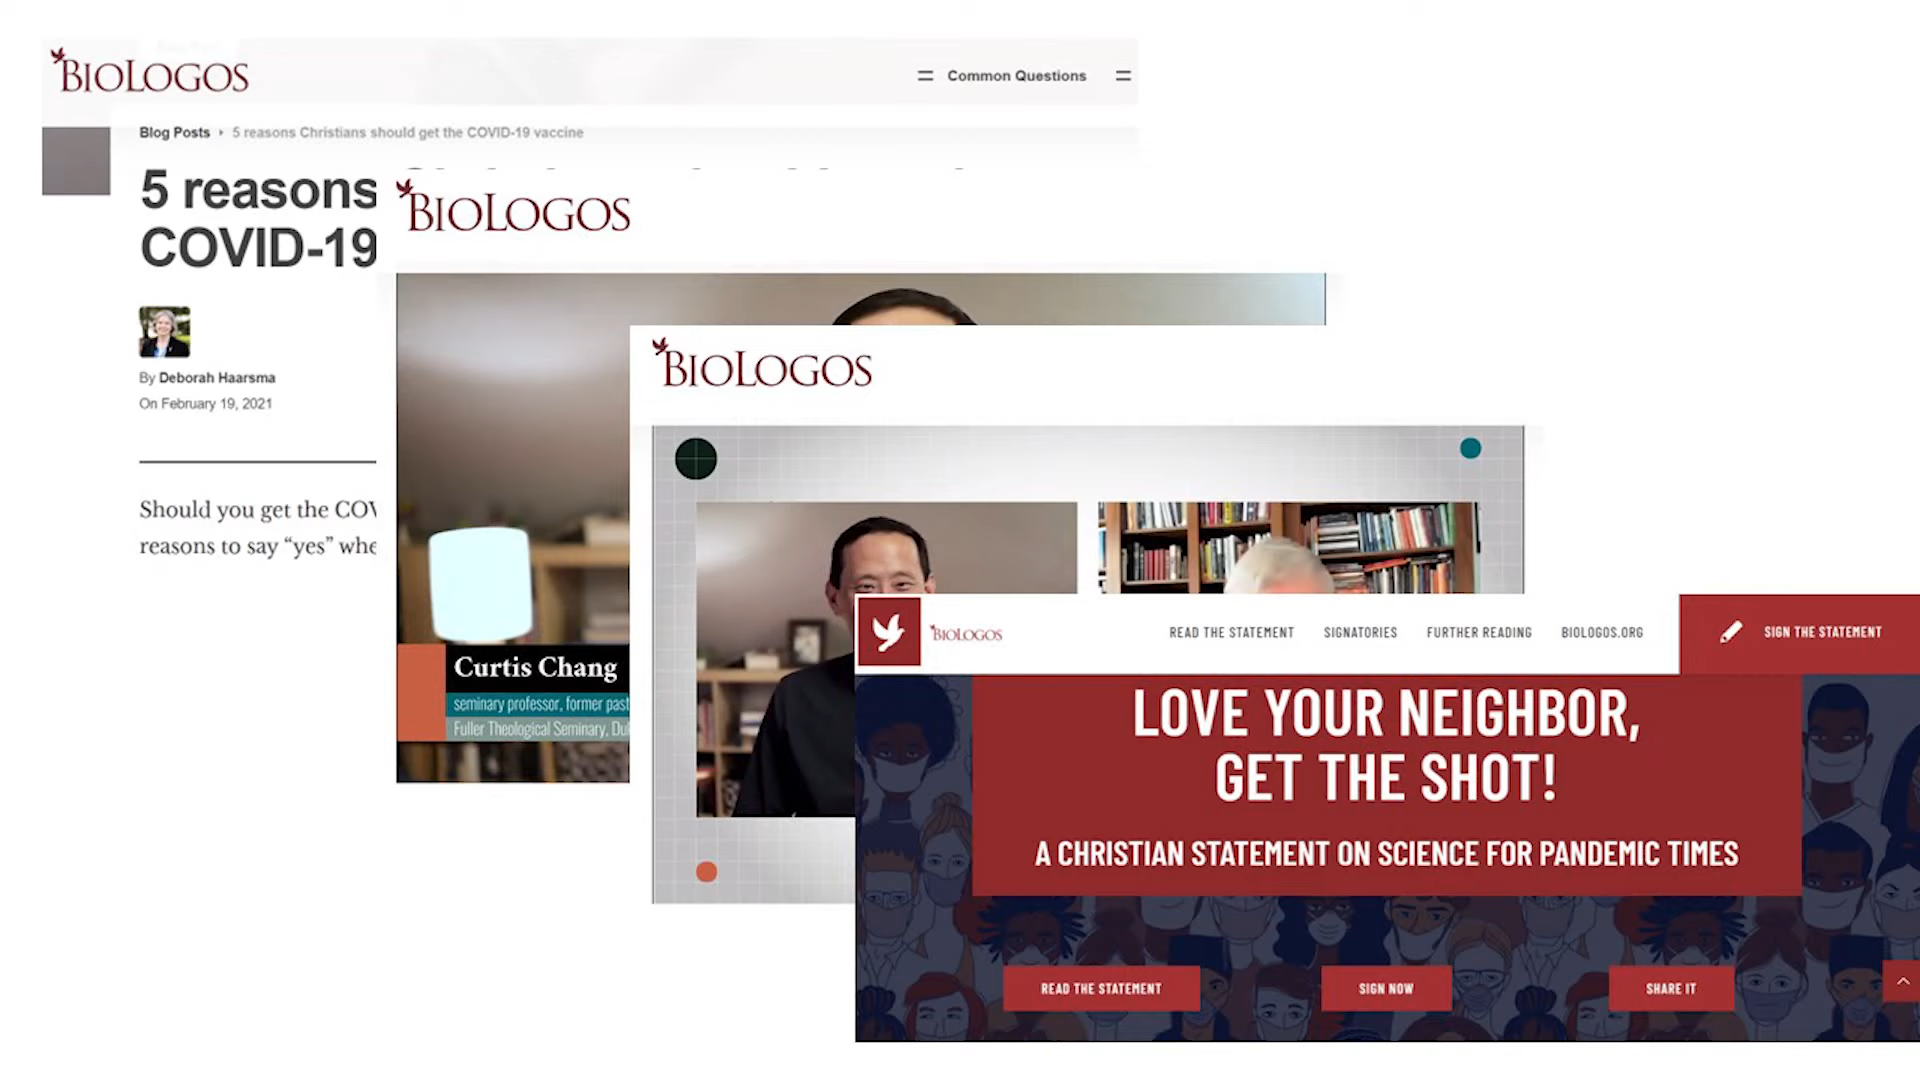 BIOLOGOS
Common Questions
Blog Posts 5 reasons Christians should get the COVID-19 vaccine
5 reasons
COVID-19
By Deborah Haarsma
On February 19, 2021
Should you get the COV
reasons to say “yes” whe
BIOLOGOS
Curtis Chang
seminary professor, former past
Fuller Theological Seminary, Duk
BIOLOGOS
BIOLOGOS
READ THE STATEMENT
SIGNATORIES
FURTHER READING
BIOLOGOS.ORG
SIGN THE STATEMENT
LOVE YOUR NEIGHBOR,
GET THE SHOT!
A CHRISTIAN STATEMENT ON SCIENCE FOR PANDEMIC TIMES
READ THE STATEMENT
SIGN NOW
SHARE IT